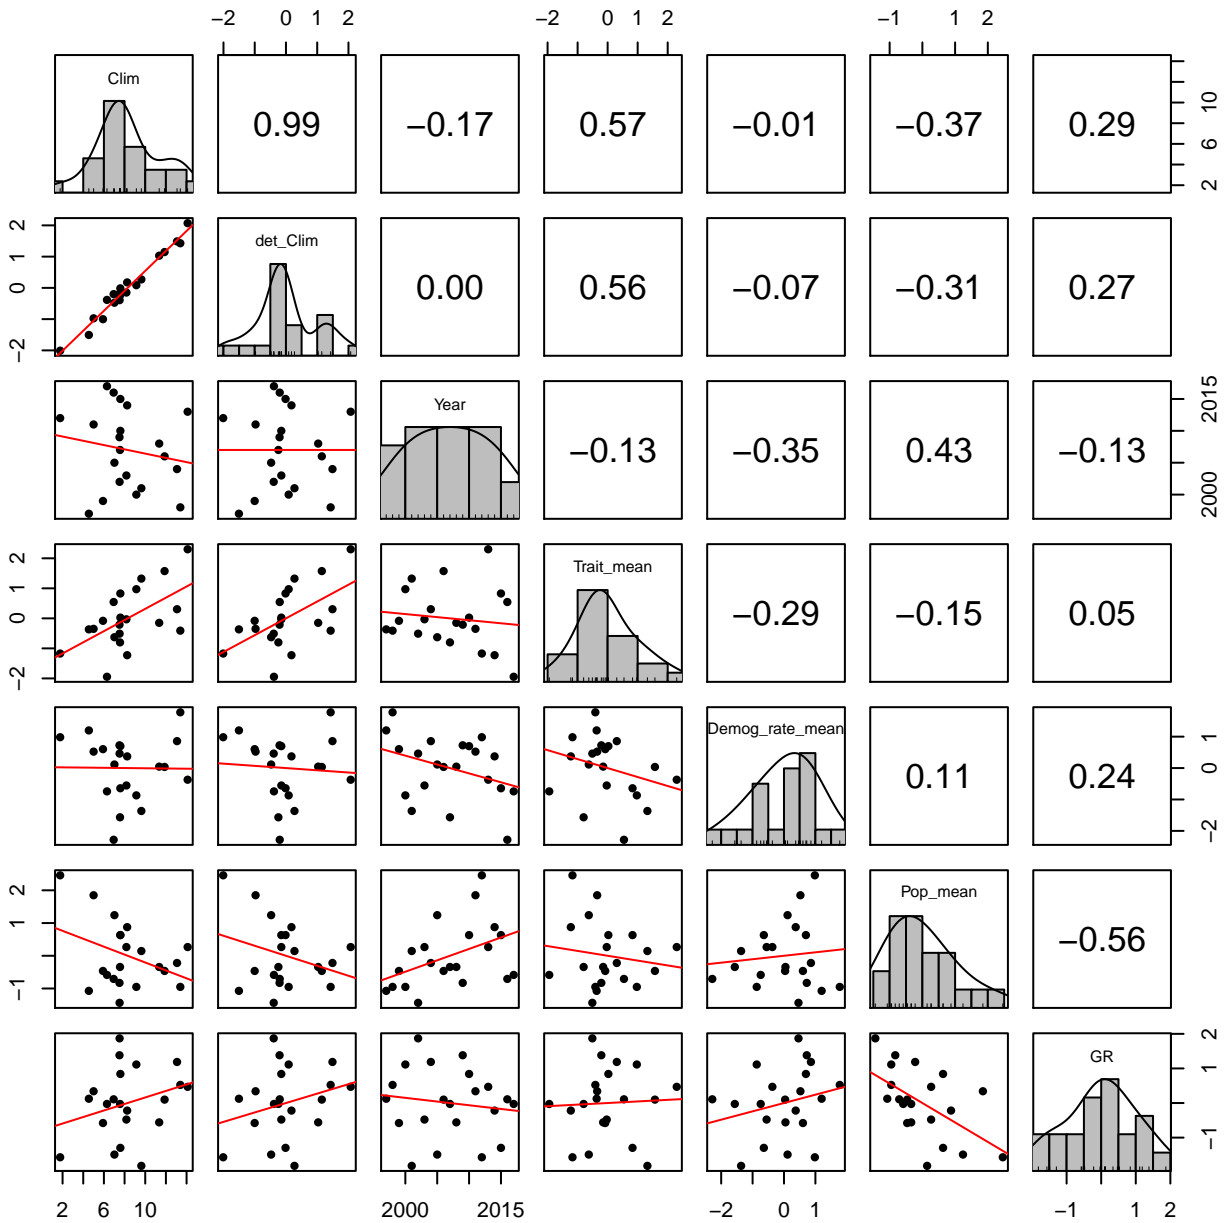 −2 0 1 2 −2 0 1 2 −1 1 2
Clim 0.99 −0.17 0.57 −0.01 −0.37 0.29 2 6 10
−2 0 1 2 det_Clim 0.00 0.56 −0.07 −0.31 0.27
Year −0.13 −0.35 0.43 −0.13 2000 2015
−2 0 1 2 Trait_mean −0.29 −0.15 0.05
Demog_rate_mean 0.11 0.24 −2 0 1
−1 1 2 Pop_mean −0.56
GR −1 1 2
2 6 10 2000 2015 −2 0 1 −1 1 2